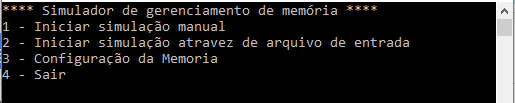 **** Simulador de gerenciamento de memória ****
1 - Iniciar simulação manual
2 - Iniciar simulação atravez de arquivo de entrada
3 - Configuração da Memoria
4 - Sair